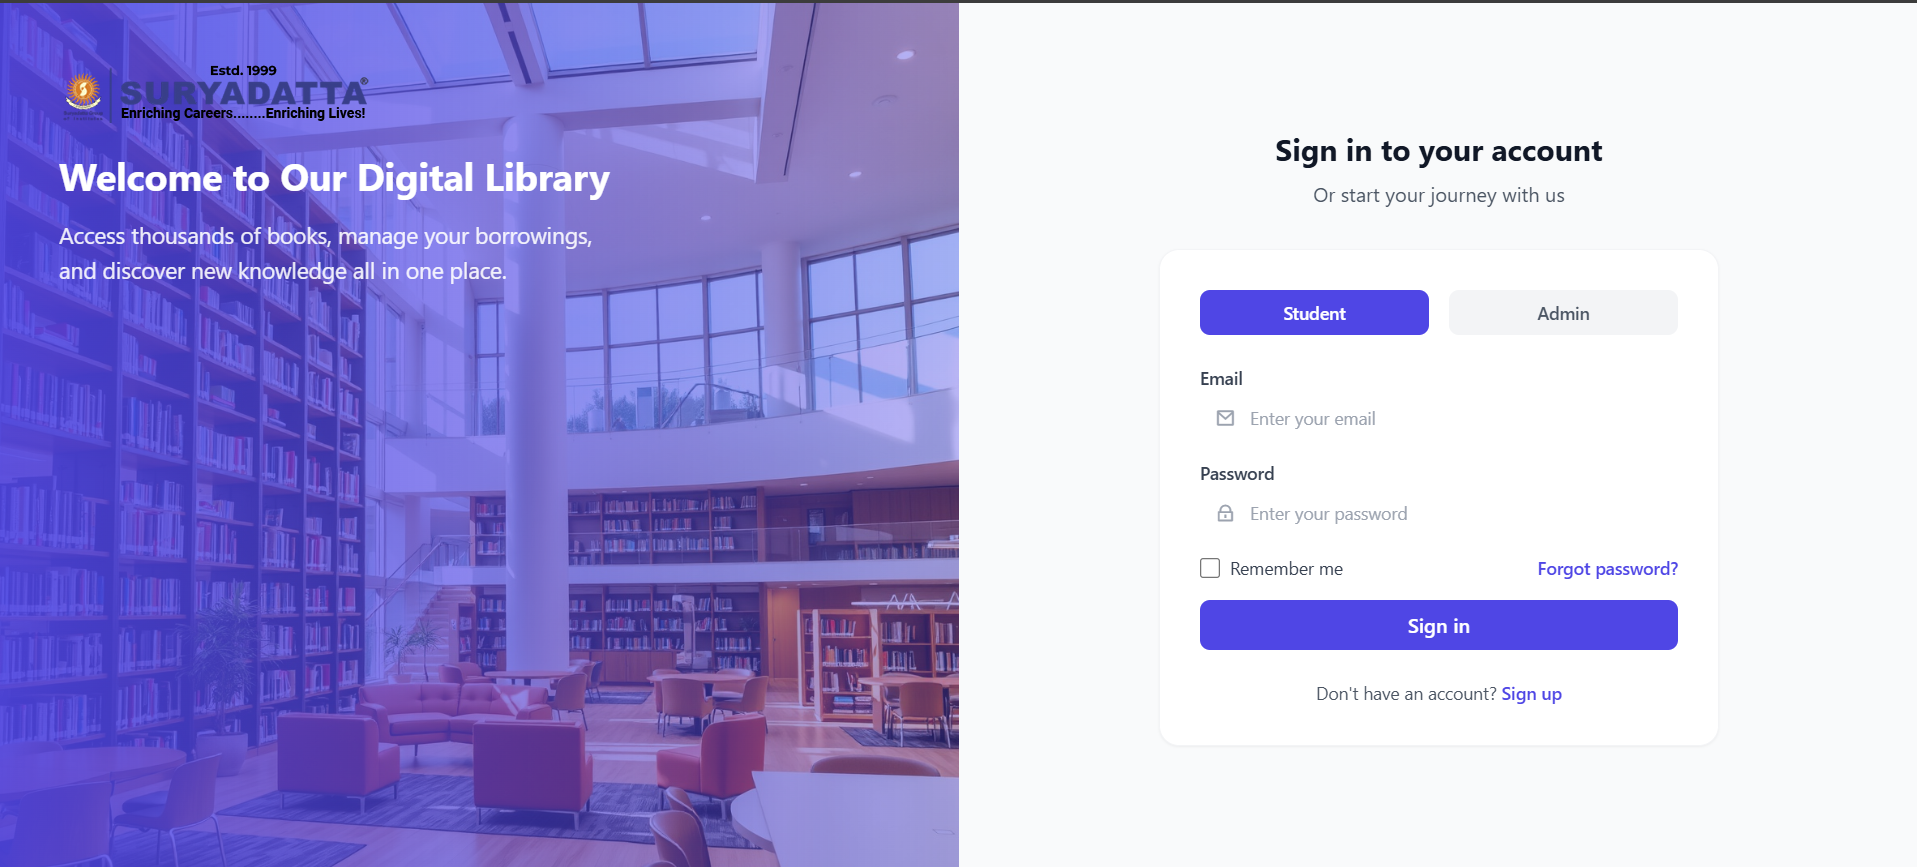 Estd. 1999
SURYADATTA®
Enriching Careers........Enriching Lives!
Welcome to Our Digital Library
Access thousands of books, manage your borrowings,
and discover new knowledge all in one place.
Sign in to your account
Or start your journey with us
Student
Admin
Email
Enter your email
Password
Enter your password
Remember me
Forgot password?
Sign in
Don't have an account? Sign up